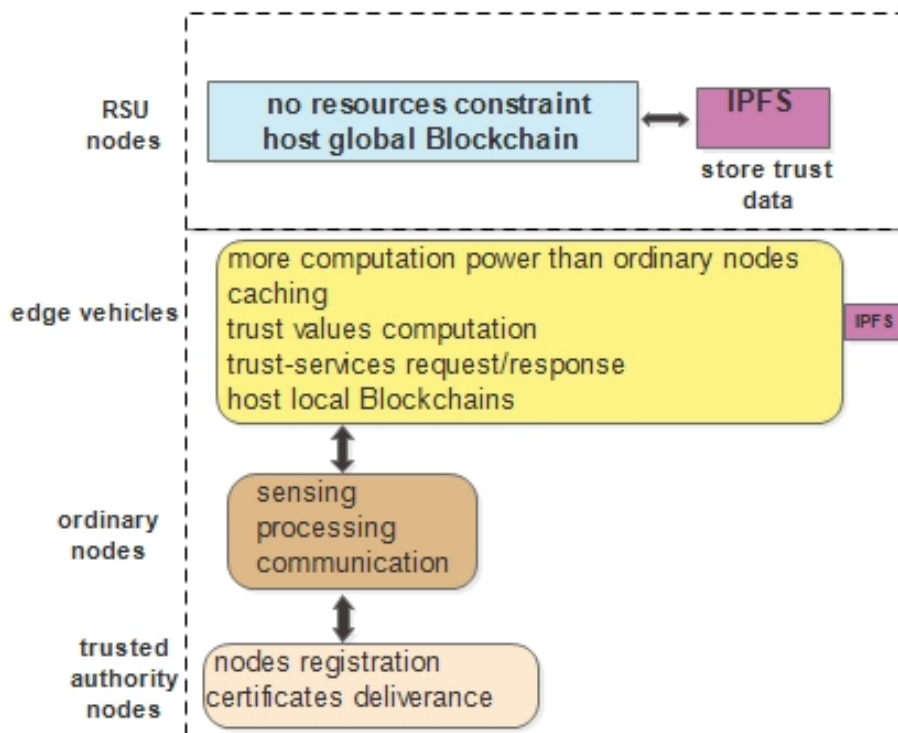 RSU
nodes
no resources constraint
host global Blockchain
IPFS
store trust
data
edge vehicles
more computation power than ordinary nodes
caching
trust values computation
trust-services request/response
host local Blockchains
IPFS
ordinary
nodes
sensing
processing
communication
trusted
authority
nodes
nodes registration
certificates deliverance